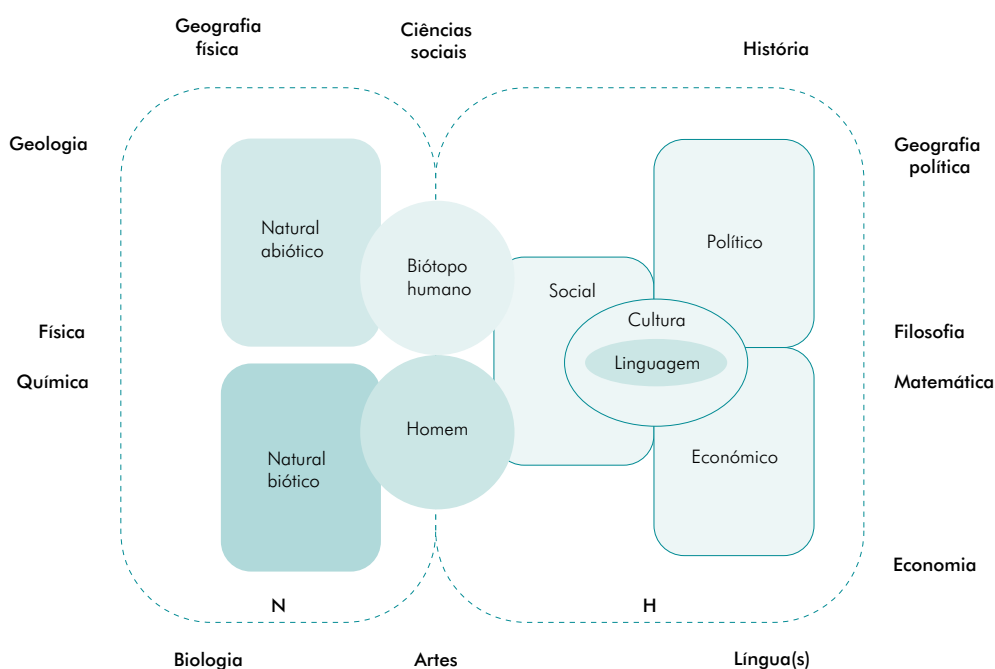 Geografia
física
Ciências
sociais
História
Geologia
Geografia
política
Natural
abiótico
Biótopo
humano
Social
Político
Cultura
Linguagem
Física
Filosofia
Química
Matemática
Homem
Natural
biótico
Económico
Economia
N
H
Biologia
Artes
Língua(s)